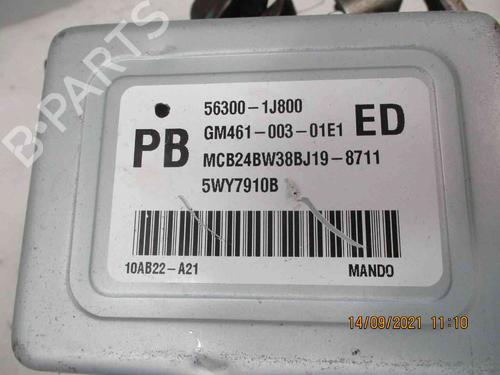 B-PARTS
56300-1J800
PB GM461-003-01E1 ED
MCB24BW38BJ19-8711
5WY7910B
10AB22-A21 MANDO
14/09/2021 11:10